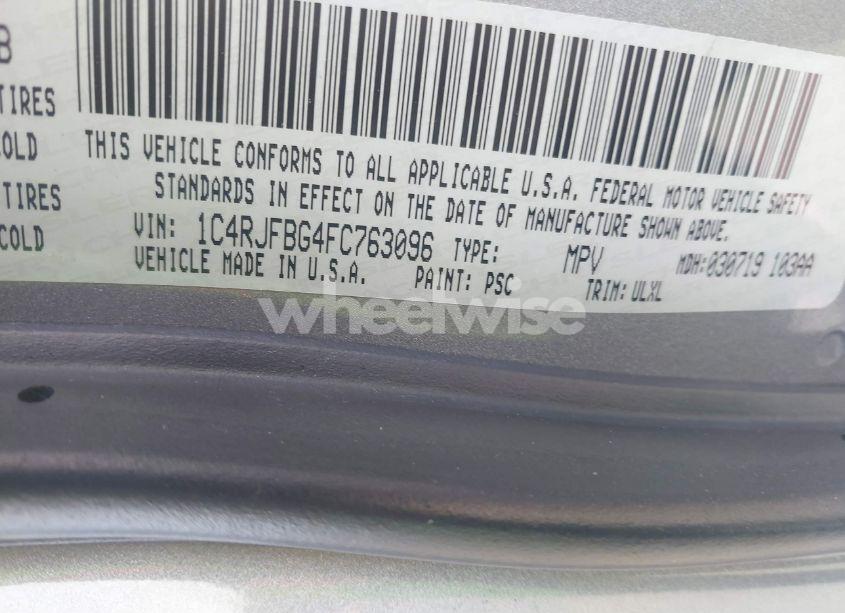 B
TIRES
COLD
TIRES
COLD
THIS VEHICLE CONFORMS TO ALL APPLICABLE U.S.A. FEDERAL MOTOR VEHICLE SAFETY
STANDARDS IN EFFECT ON THE DATE OF MANUFACTURE SHOWN ABOVE.
VIN: 1C4RJFBG4FC763096 TYPE: MPV MDH:030719 103AA
VEHICLE MADE IN U.S.A. PAINT: PSC TRIM: ULXL
wheelwise